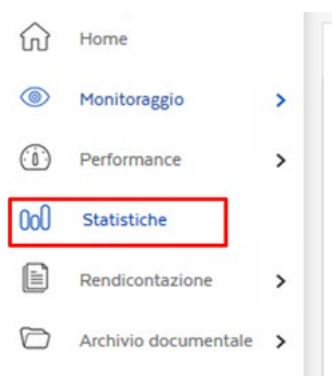 Home
Monitoraggio
Performance
Statistiche
Rendicontazione
Archivio documentale